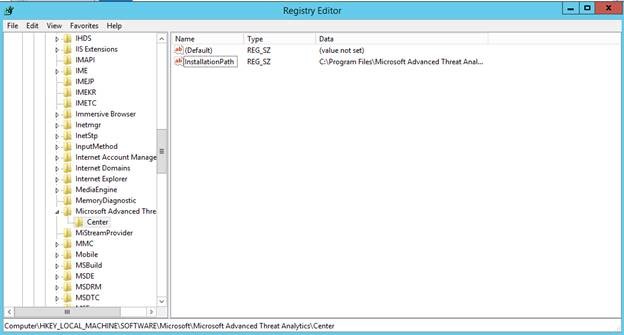 Registry Editor
File Edit View Favorites Help
IHDS
IIS Extensions
IMAPI
IME
IMEJP
IMEKR
IMETC
Immersive Browser
Inetmgr
InetStp
InputMethod
Internet Account Manage
Internet Domains
Internet Explorer
MediaEngine
MemoryDiagnostic
Microsoft Advanced Thre
Center
MiStreamProvider
MMC
Mobile
MSBuild
MSDE
MSDRM
MSDTC
Name Type Data
(Default) REG_SZ (value not set)
InstallationPath REG_SZ C:\Program Files\Microsoft Advanced Threat Anal...
Computer\HKEY_LOCAL_MACHINE\SOFTWARE\Microsoft\Microsoft Advanced Threat Analytics\Center